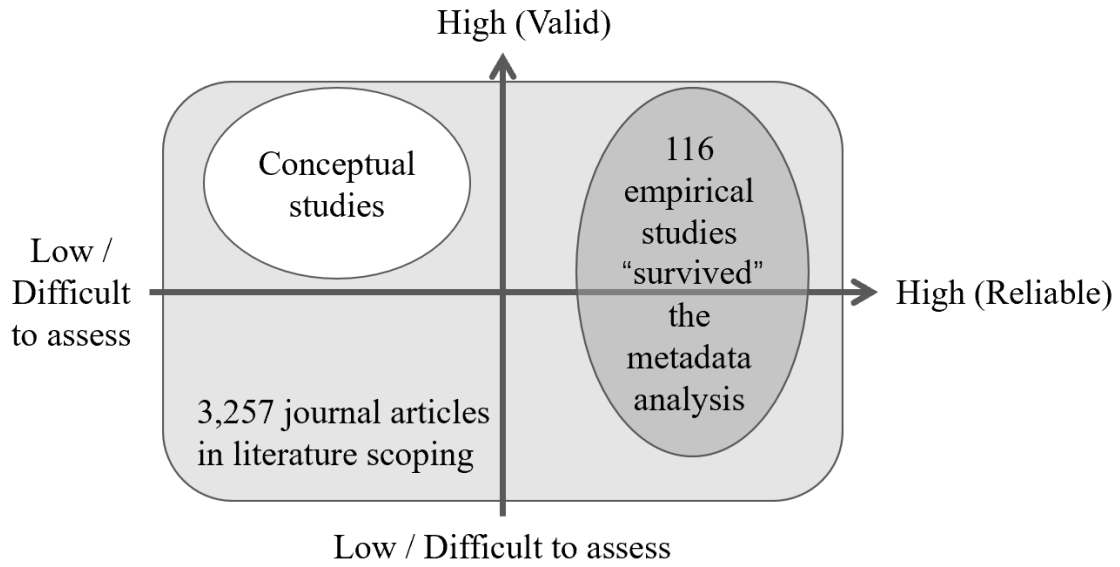 High (Valid)
Conceptual
studies
116
empirical
studies
“survived”
the
metadata
analysis
Low /
Difficult
to assess
High (Reliable)
3,257 journal articles
in literature scoping
Low / Difficult to assess